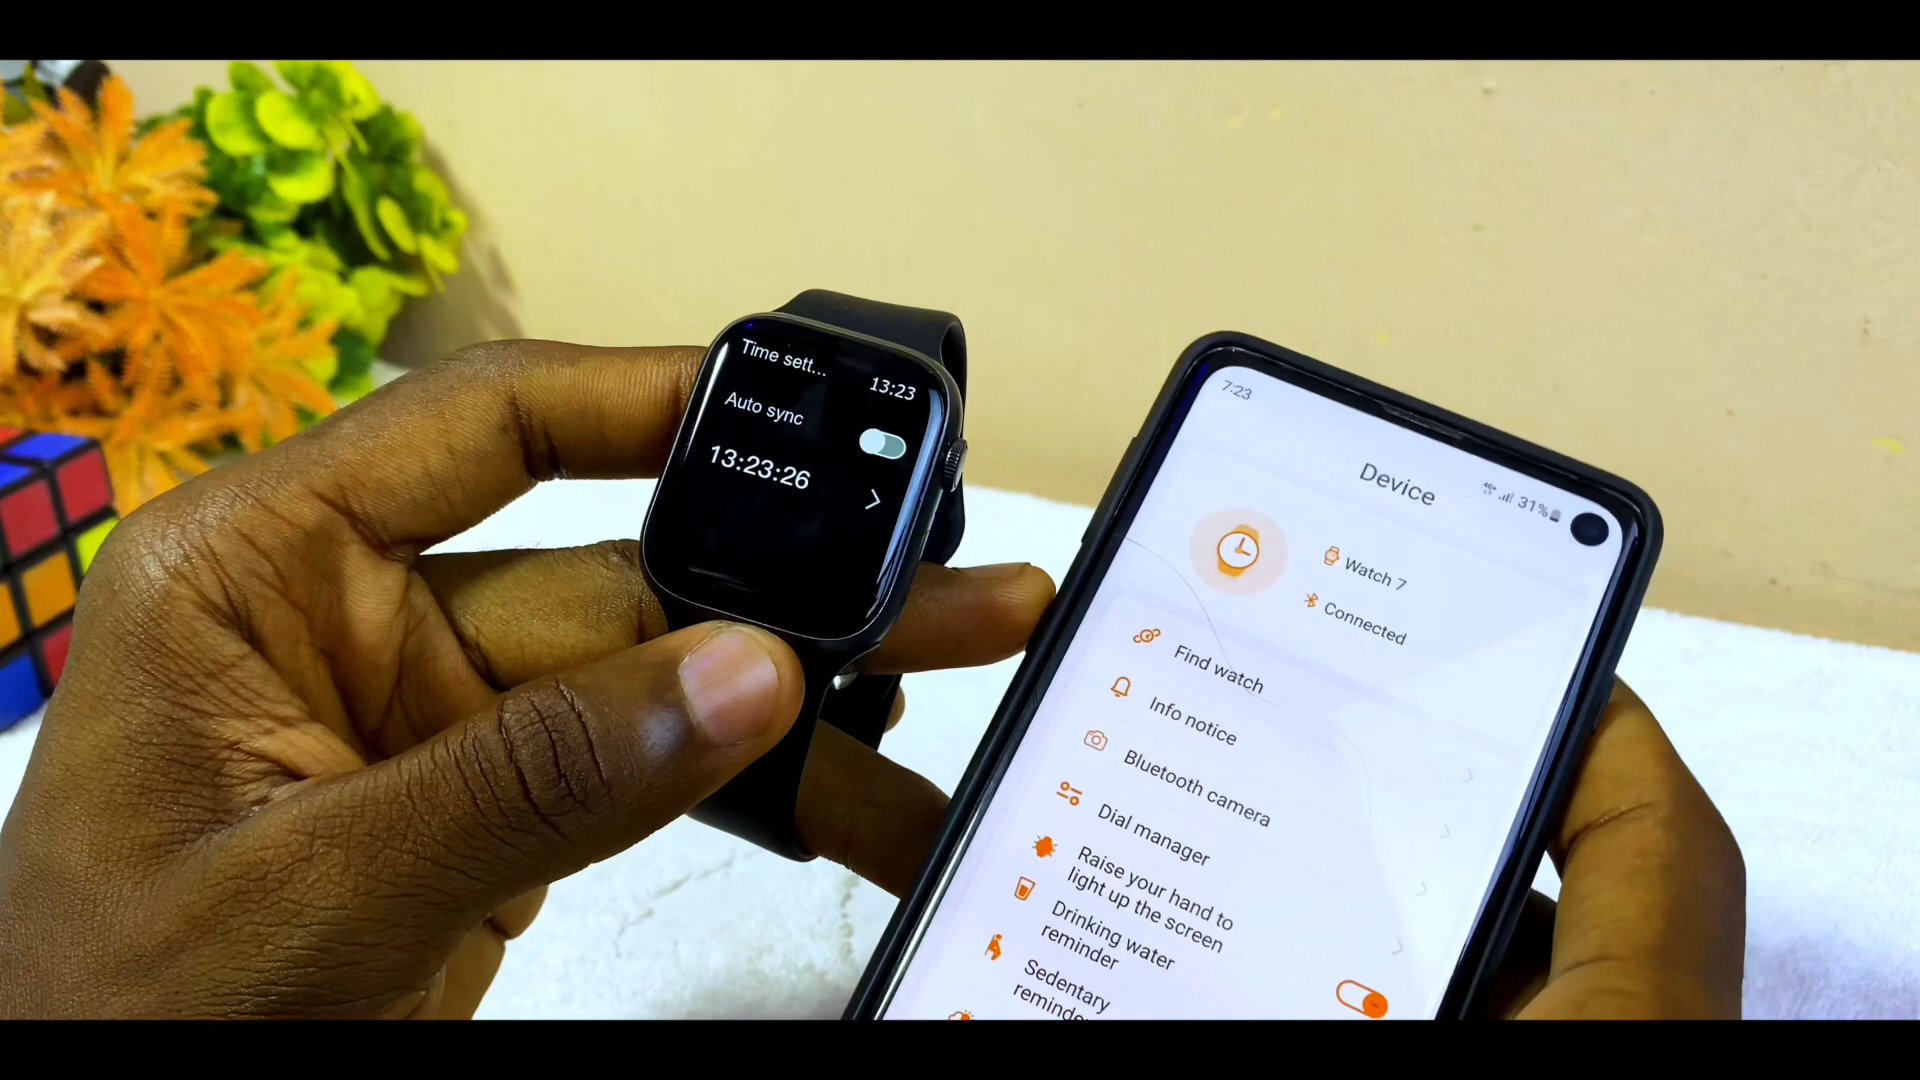 Time sett...
13:23
Auto sync
13:23:26
7:23
31%
Device
Watch 7
Connected
Find watch
Info notice
Bluetooth camera
Dial manager
Raise your hand to
light up the screen
Drinking water
reminder
Sedentary